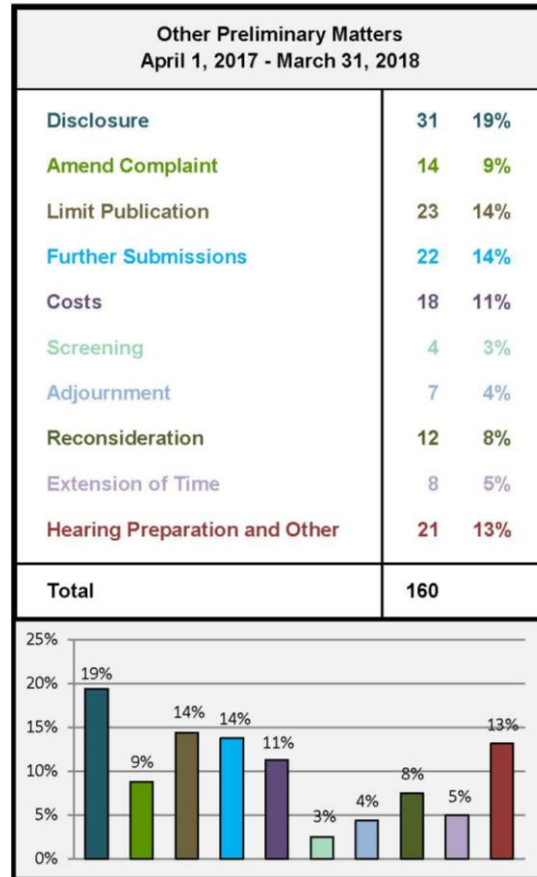 Other Preliminary Matters
April 1, 2017 - March 31, 2018
Disclosure 31 19%
Amend Complaint 14 9%
Limit Publication 23 14%
Further Submissions 22 14%
Costs 18 11%
Screening 4 3%
Adjournment 7 4%
Reconsideration 12 8%
Extension of Time 8 5%
Hearing Preparation and Other 21 13%
Total 160
25%
20%
15%
10%
5%
0%
19%
9%
14%
14%
11%
3%
4%
8%
5%
13%